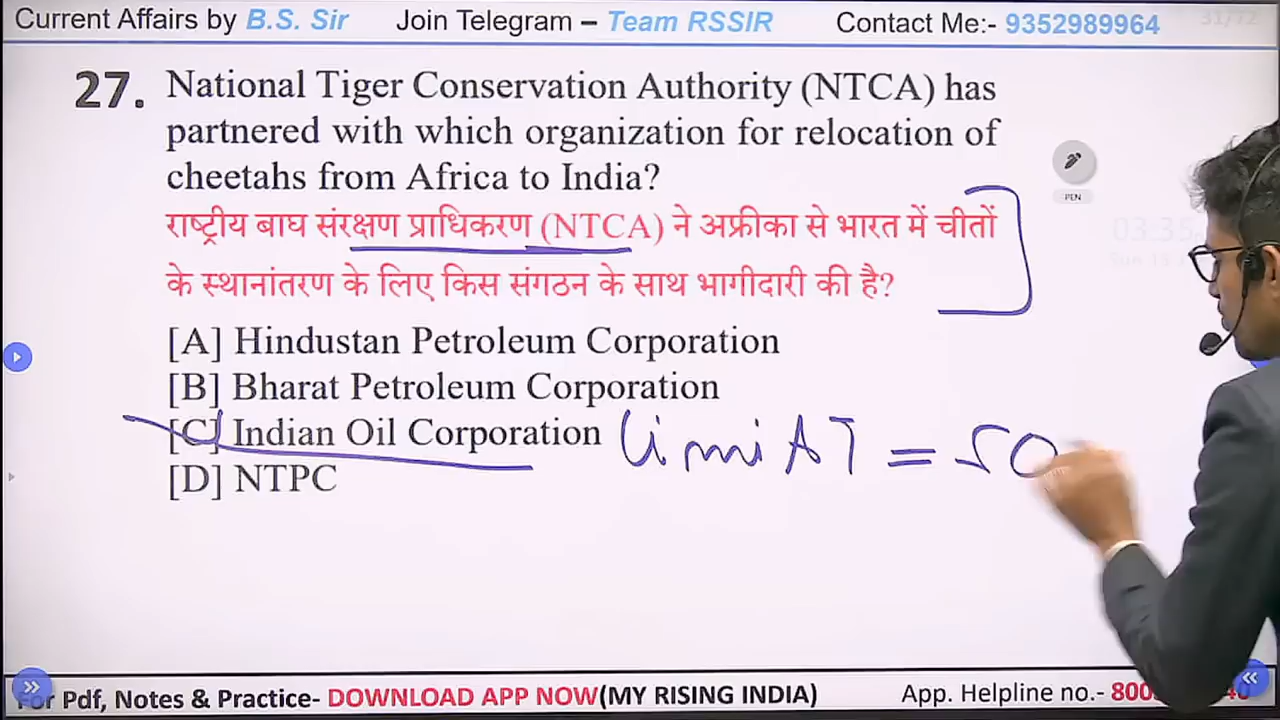 Current Affairs by B.S. Sir Join Telegram – Team RSSIR Contact Me:- 9352989964 31/72
27. National Tiger Conservation Authority (NTCA) has
partnered with which organization for relocation of
cheetahs from Africa to India?
PEN
राष्ट्रीय बाघ संरक्षण प्राधिकरण (NTCA) ने अफ्रीका से भारत में चीतों
के स्थानांतरण के लिए किस संगठन के साथ भागीदारी की है?
[A] Hindustan Petroleum Corporation
[B] Bharat Petroleum Corporation
[C] Indian Oil Corporation = 50
[D] NTPC
For Pdf, Notes & Practice- DOWNLOAD APP NOW(MY RISING INDIA) App. Helpline no.-